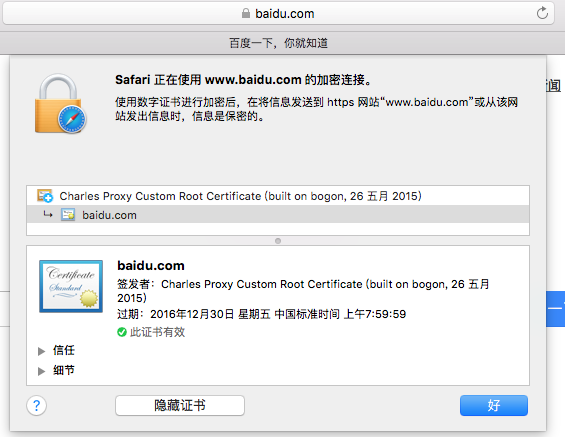 baidu.com
百度一下，你就知道
Safari 正在使用 www.baidu.com 的加密连接。
使用数字证书进行加密后，在将信息发送到 https 网站“www.baidu.com”或从该网
站发出信息时，信息是保密的。
闻
Charles Proxy Custom Root Certificate (built on bogon, 26 五月 2015)
baidu.com
Certificate
Standard
baidu.com
签发者：Charles Proxy Custom Root Certificate (built on bogon, 26 五月
2015)
过期：2016年12月30日 星期五 中国标准时间 上午7:59:59
此证书有效
信任
细节
?
隐藏证书
好